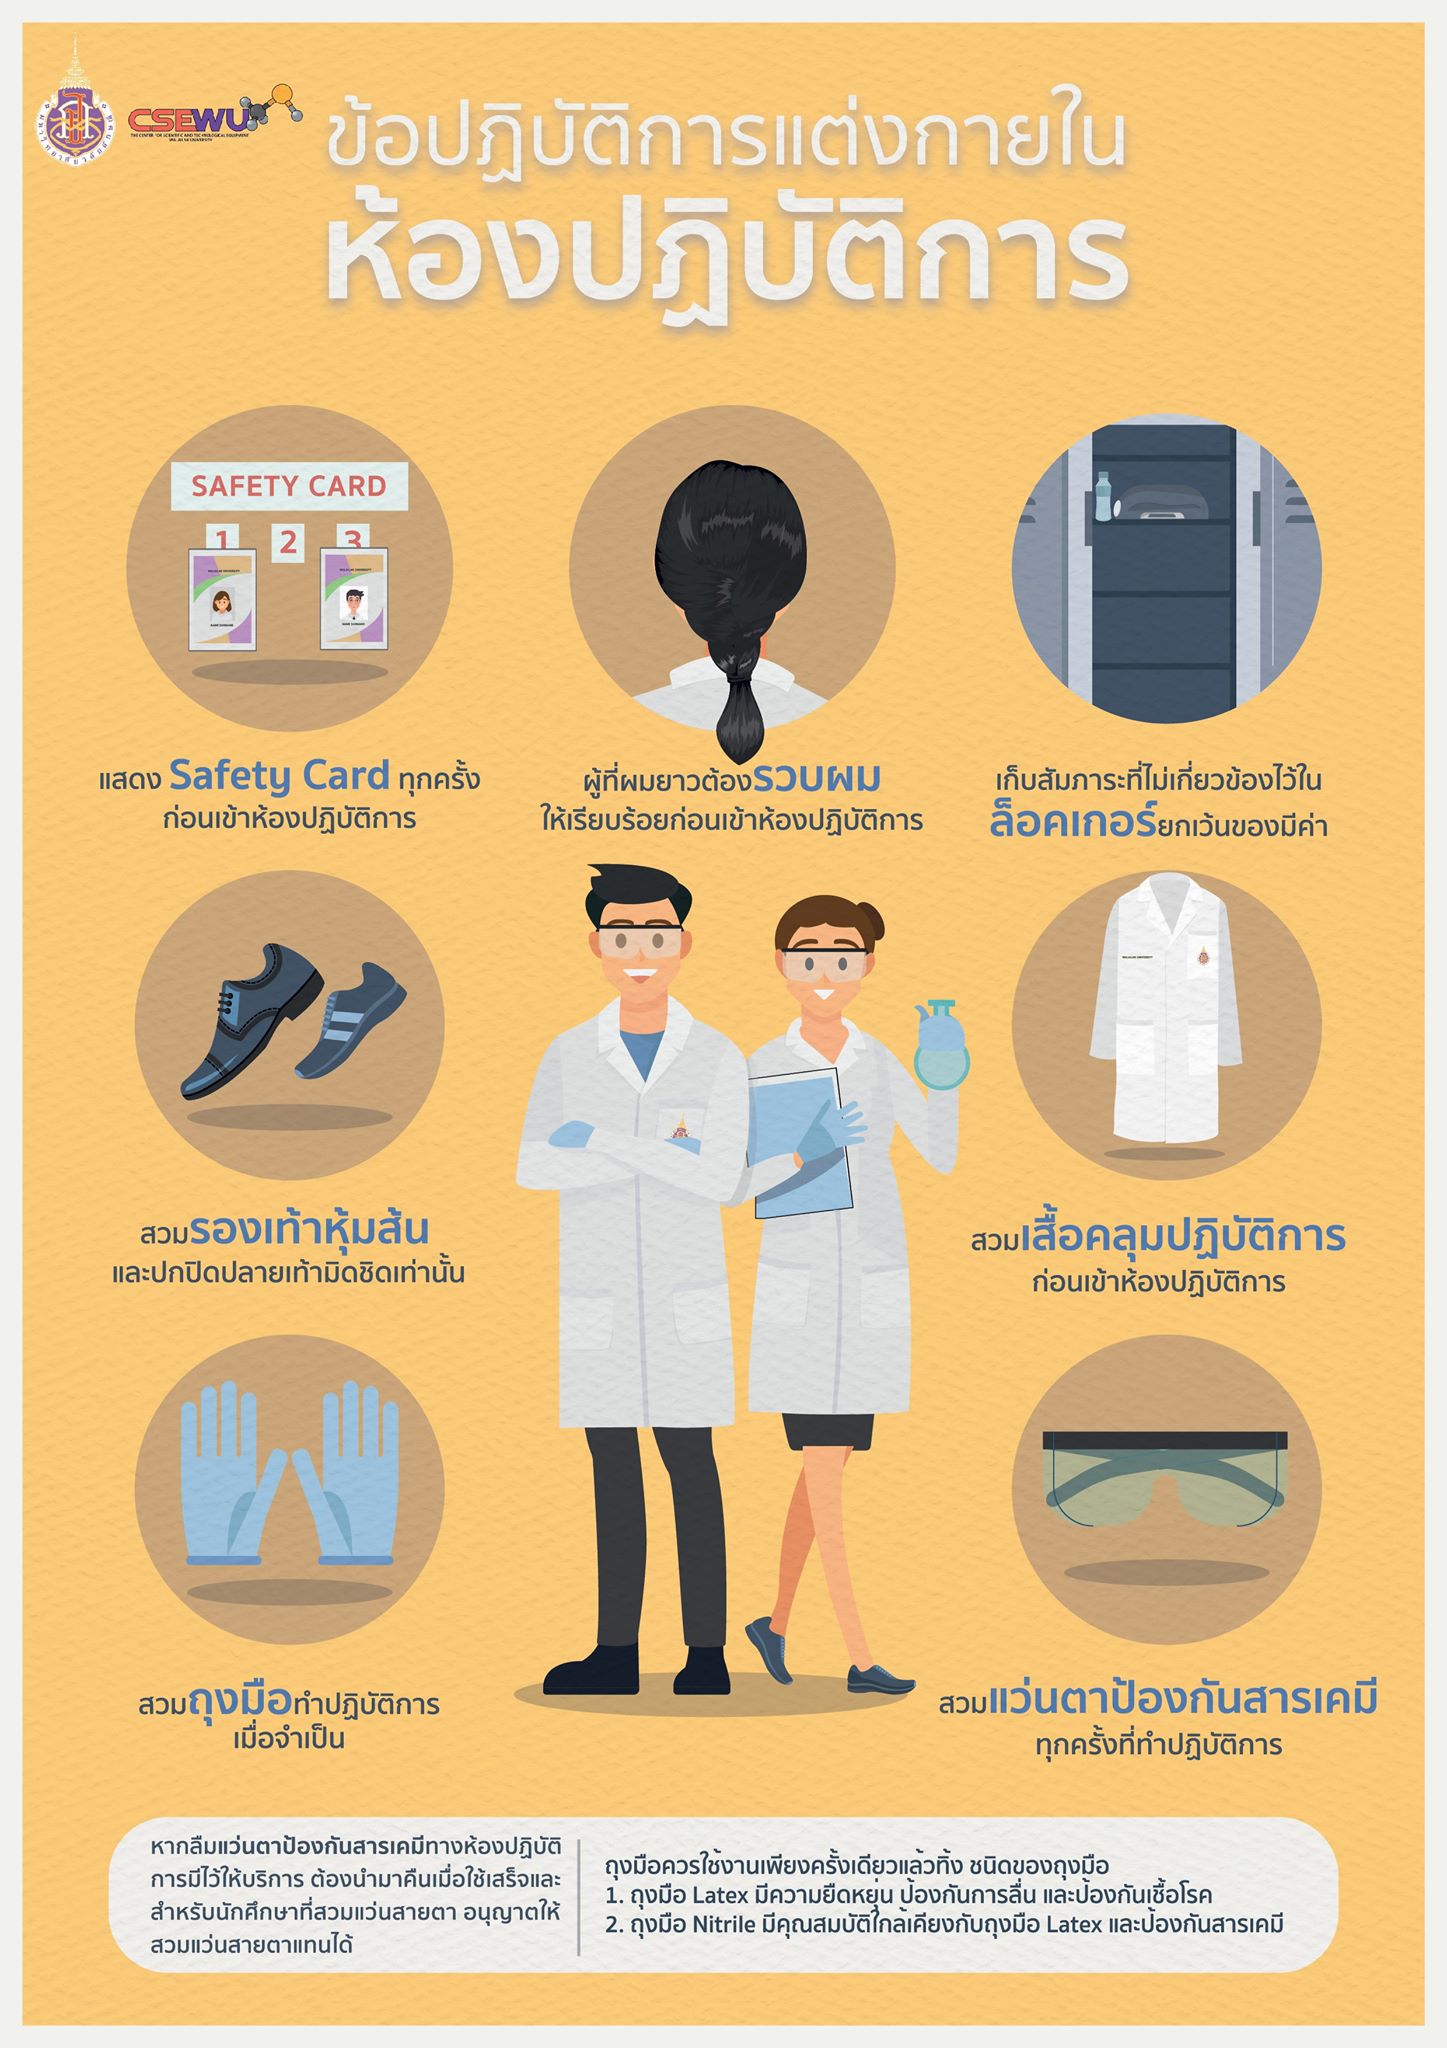 CSEWU
THE CENTER FOR SCIENTIFIC AND TECHNOLOGICAL EQUIPMENT
WALAILAK UNIVERSITY
ข้อปฏิบัติการแต่งกายใน
ห้องปฏิบัติการ
SAFETY CARD
1 2 3
WALAILAK UNIVERSITY
NAME SURNAME
WALAILAK UNIVERSITY
NAME SURNAME
แสดง Safety Card ทุกครั้ง
ก่อนเข้าห้องปฏิบัติการ
ผู้ที่ผมยาวต้องรวบผม
ให้เรียบร้อยก่อนเข้าห้องปฏิบัติการ
เก็บสัมภาระที่ไม่เกี่ยวข้องไว้ใน
ล็อคเกอร์ยกเว้นของมีค่า
สวมรองเท้าหุ้มส้น
และปกปิดปลายเท้ามิดชิดเท่านั้น
WALAILAK UNIVERSITY
สวมเสื้อคลุมปฏิบัติการ
ก่อนเข้าห้องปฏิบัติการ
สวมถุงมือทำปฏิบัติการ
เมื่อจำเป็น
สวมแว่นตาป้องกันสารเคมี
ทุกครั้งที่ทำปฏิบัติการ
หากลืมแว่นตาป้องกันสารเคมีทางห้องปฏิบัติ
การมีไว้ให้บริการ ต้องนำมาคืนเมื่อใช้เสร็จและ
สำหรับนักศึกษาที่สวมแว่นสายตา อนุญาตให้
สวมแว่นสายตาแทนได้
ถุงมือควรใช้งานเพียงครั้งเดียวแล้วทิ้ง ชนิดของถุงมือ
1. ถุงมือ Latex มีความยืดหยุ่น ป้องกันการลื่น และป้องกันเชื้อโรค
2. ถุงมือ Nitrile มีคุณสมบัติใกล้เคียงกับถุงมือ Latex และป้องกันสารเคมี